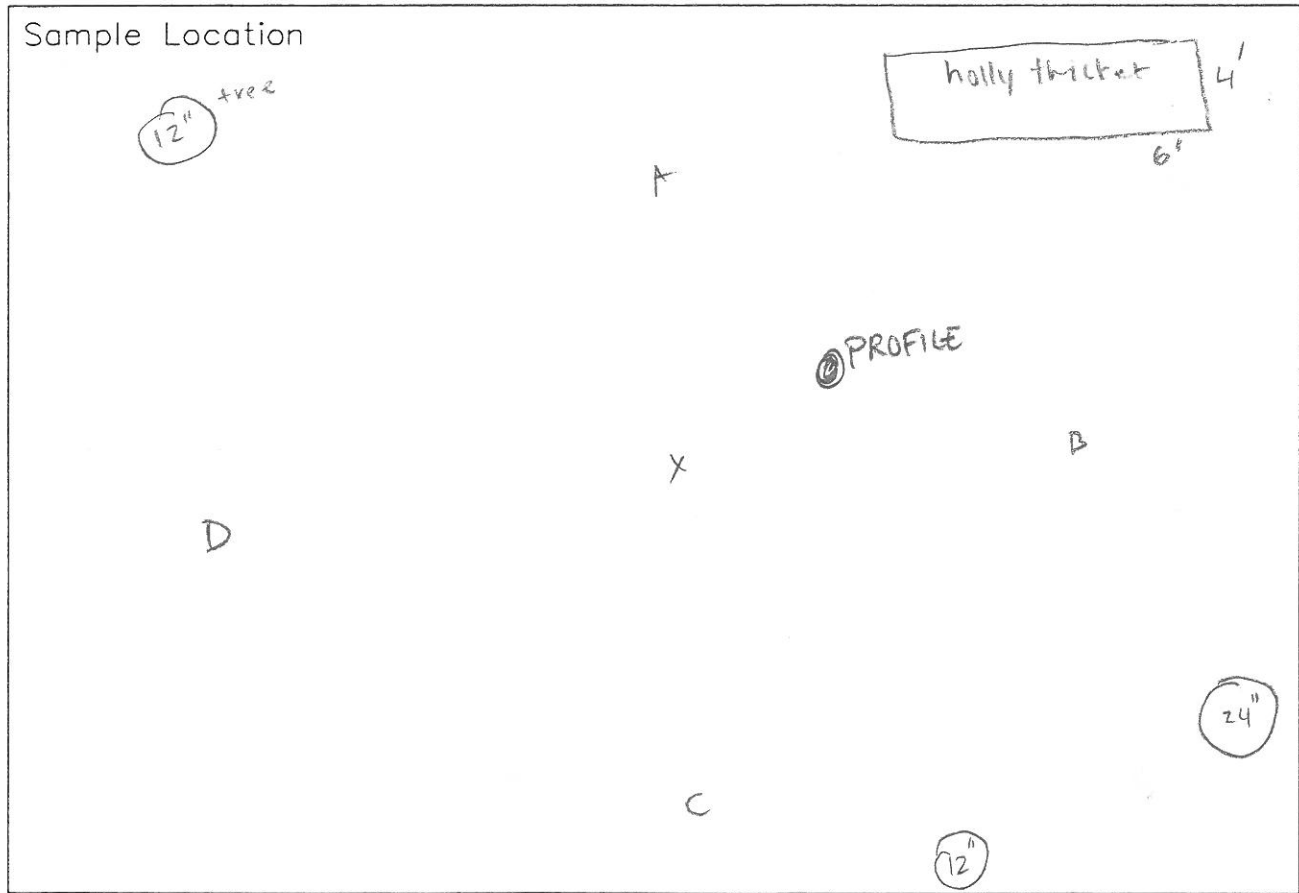 Sample Location
holly thicket
4'
6'
12" tree
A
PROFILE
B
X
D
24"
C
12"